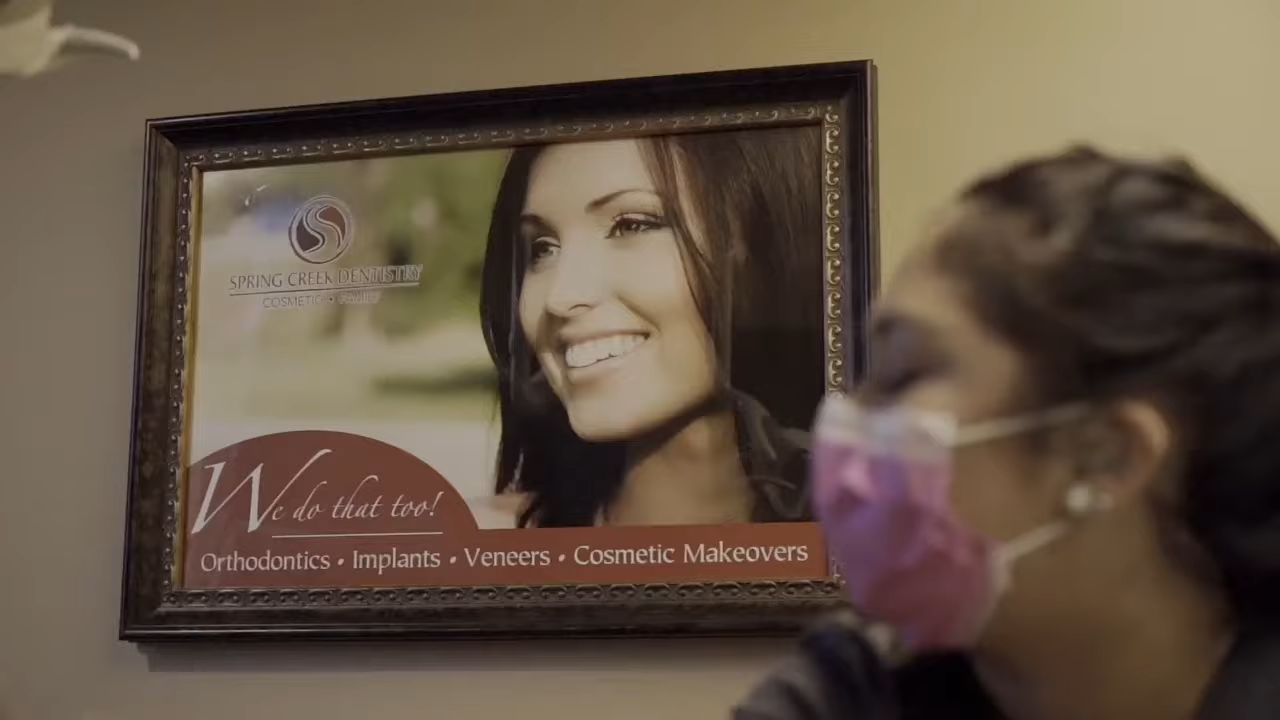 SPRING CREEK DENTISTRY
COSMETIC • FAMILY
We do that too!
Orthodontics • Implants • Veneers • Cosmetic Makeovers